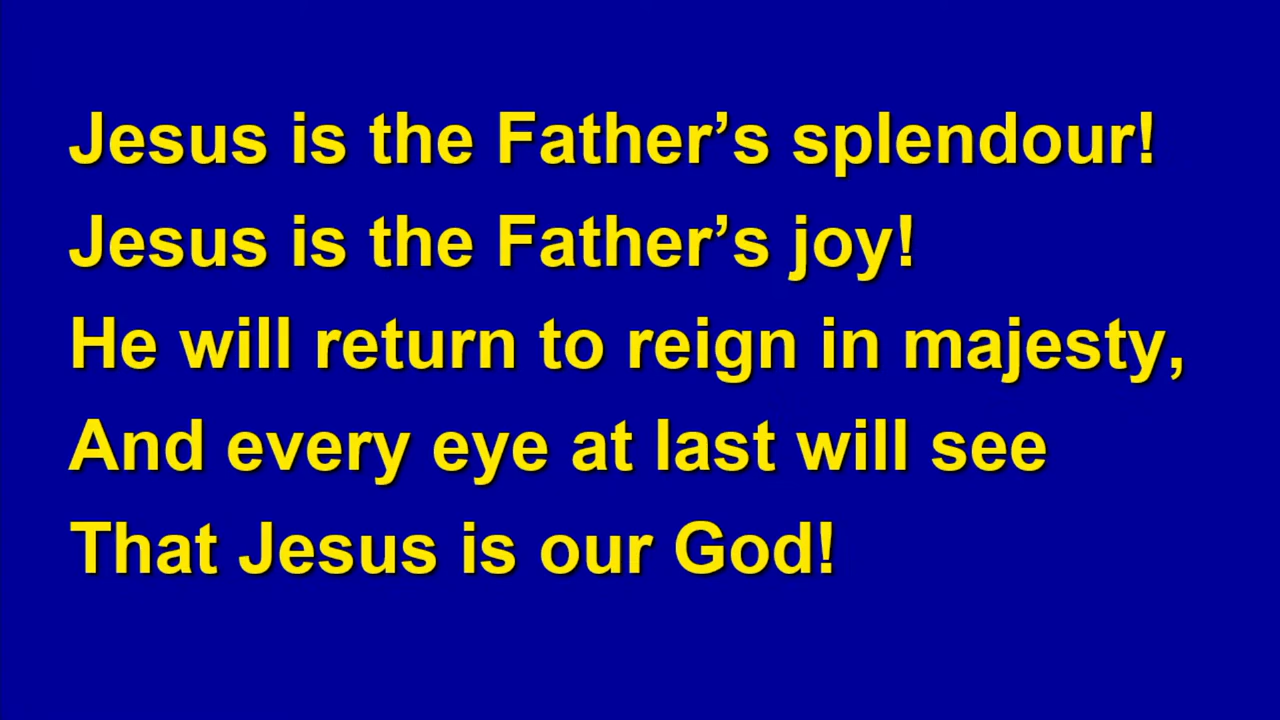 Jesus is the Father’s splendour!
Jesus is the Father’s joy!
He will return to reign in majesty,
And every eye at last will see
That Jesus is our God!